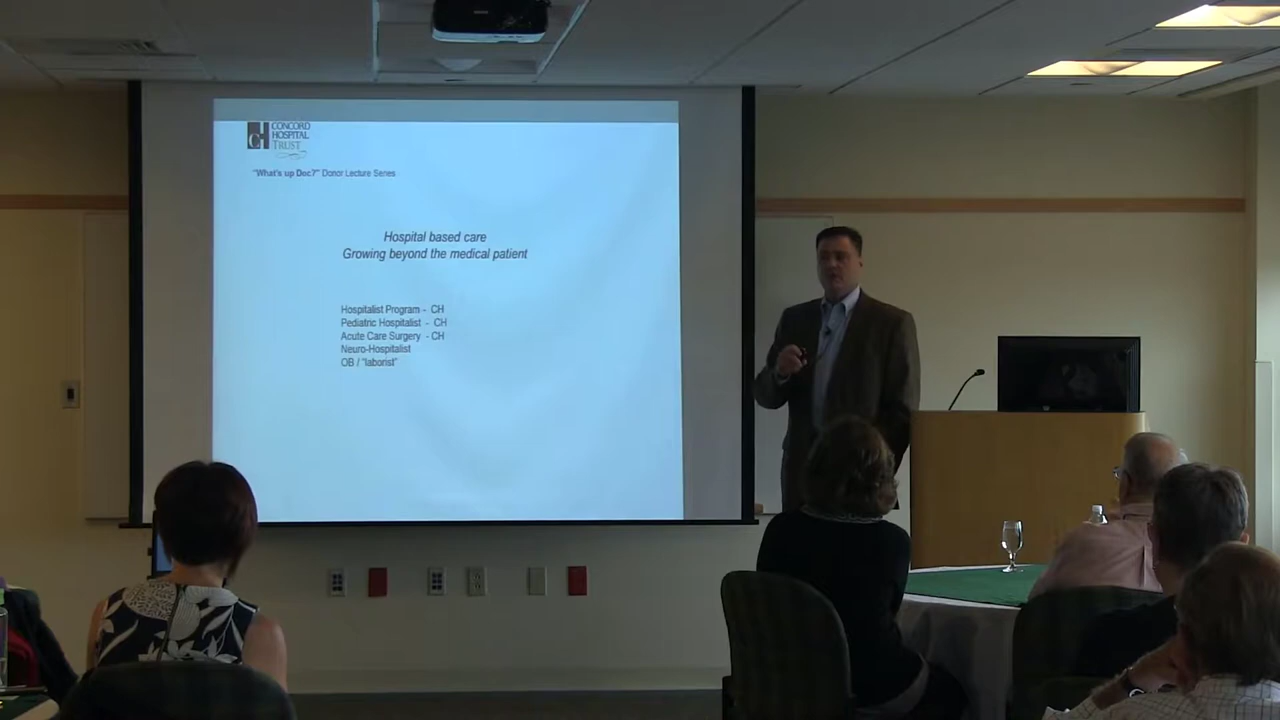 CONCORD
HOSPITAL
TRUST
"What's up Doc?" Donor Lecture Series
Hospital based care
Growing beyond the medical patient
Hospitalist Program - CH
Pediatric Hospitalist - CH
Acute Care Surgery - CH
Neuro-Hospitalist
OB / "laborist"